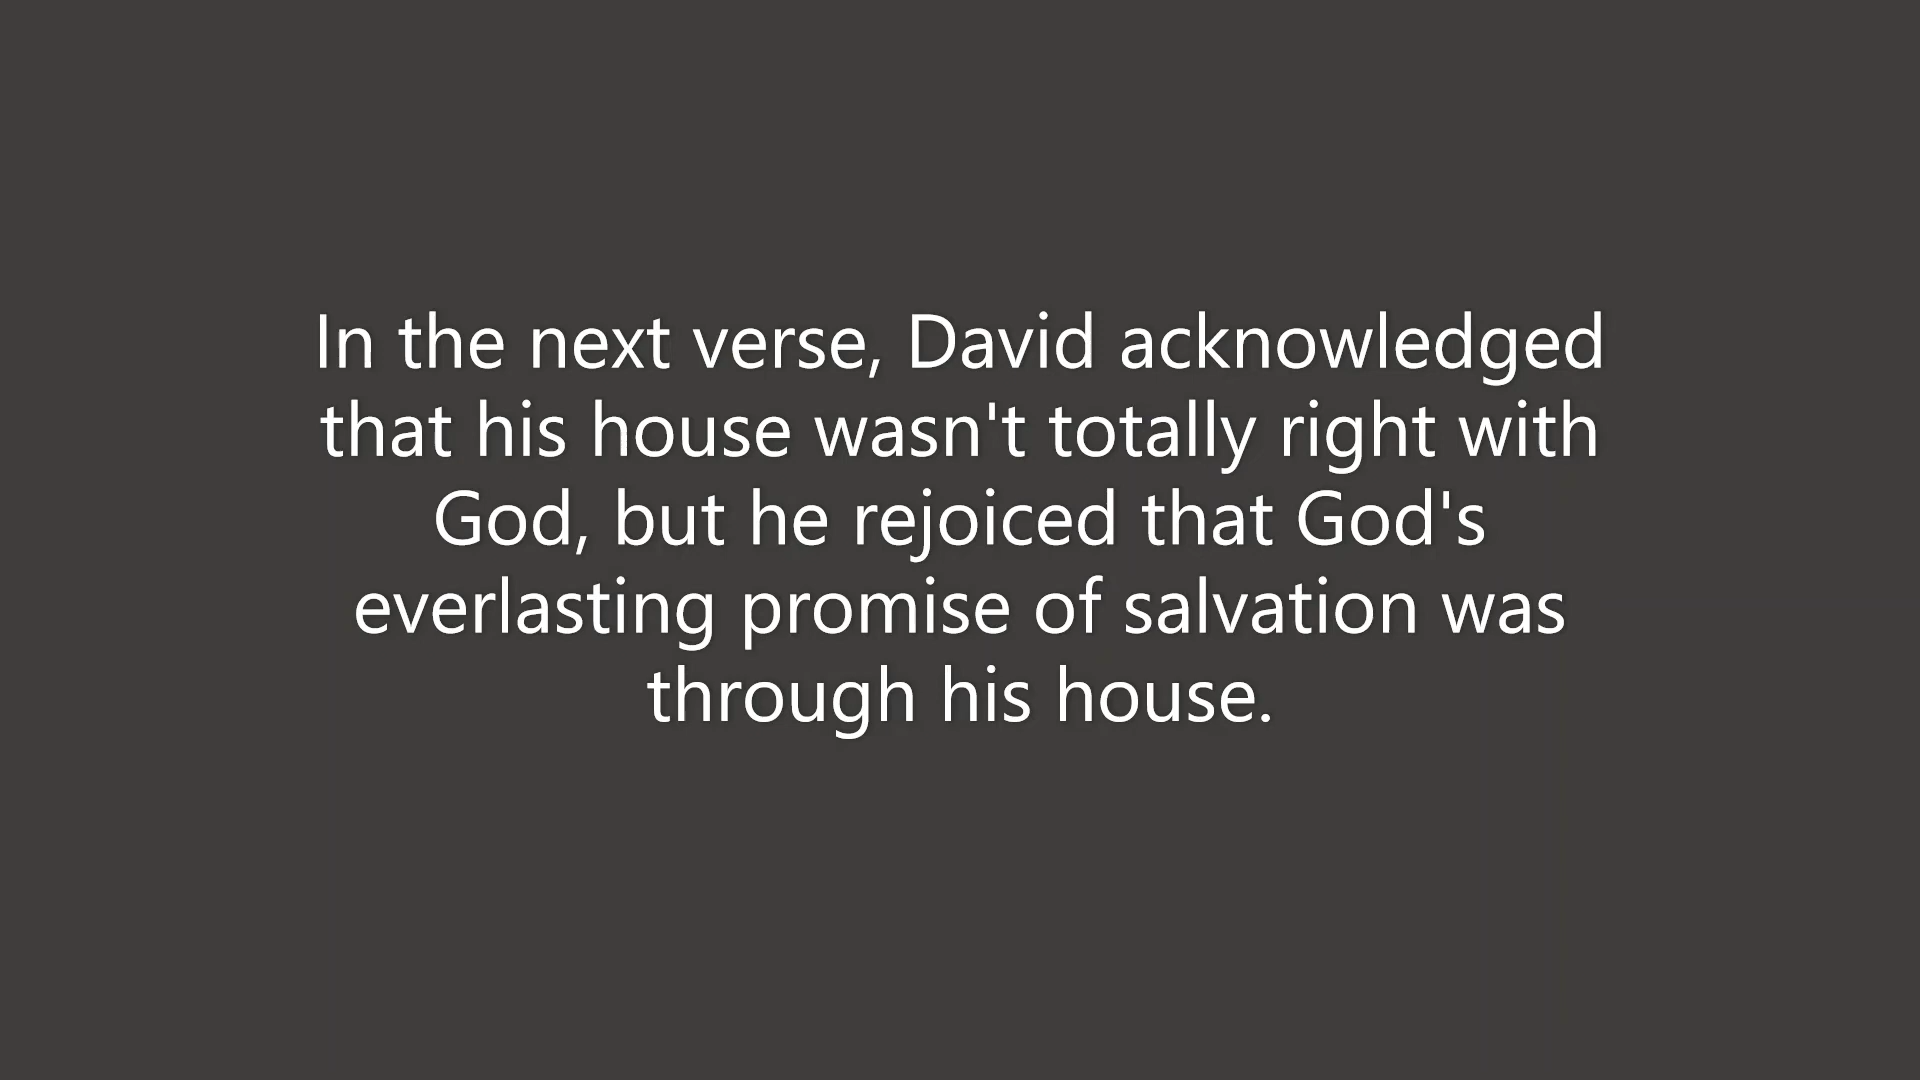 In the next verse, David acknowledged
that his house wasn't totally right with
God, but he rejoiced that God's
everlasting promise of salvation was
through his house.